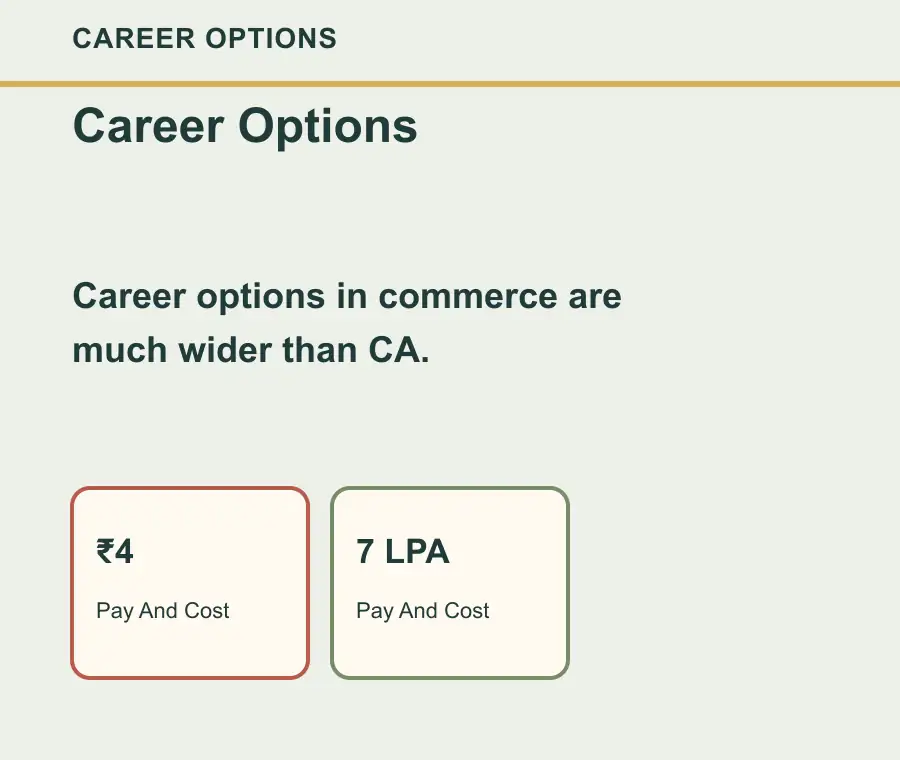 CAREER OPTIONS
Career Options
Career options in commerce are
much wider than CA.
₹4
Pay And Cost
7 LPA
Pay And Cost